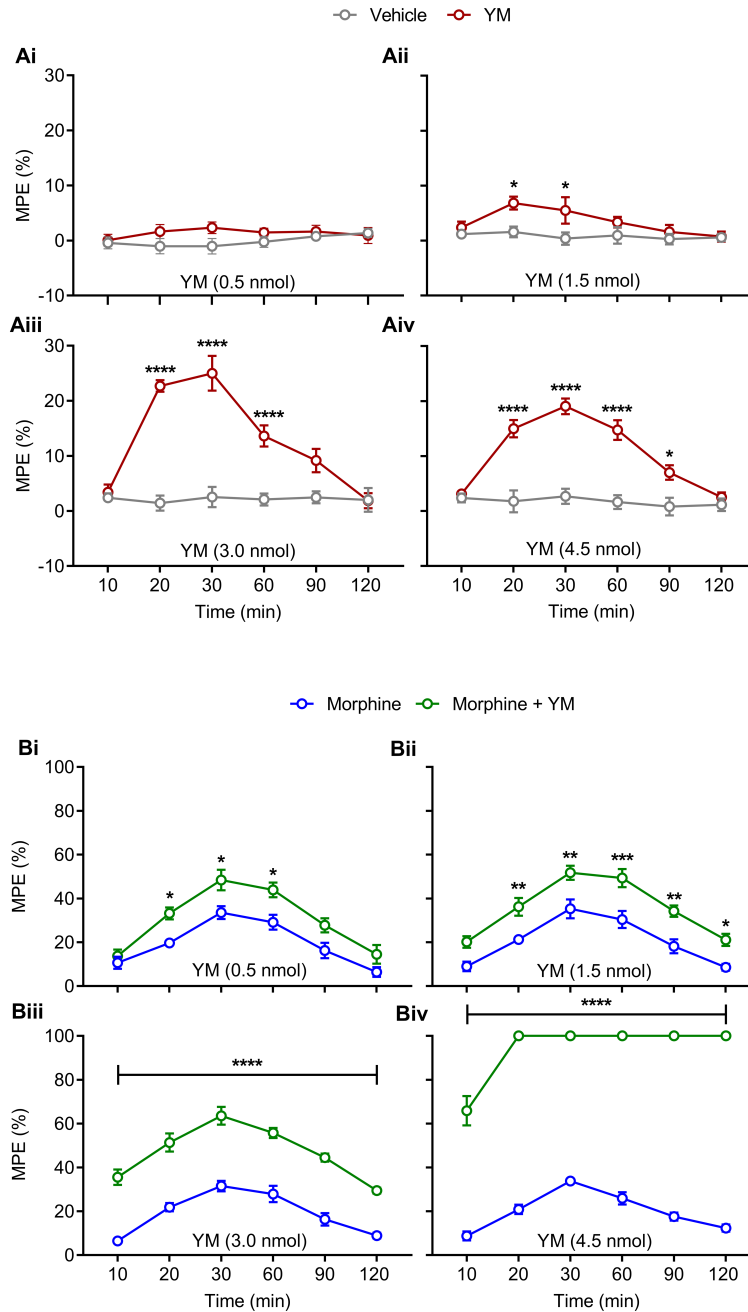 Vehicle YM
Ai Aii
30
20
10
0
-10
MPE (%)
* *
YM (0.5 nmol) YM (1.5 nmol)
Aiii Aiv
30
20
10
0
-10
MPE (%)
**** **** ****
**** **** **** *
YM (3.0 nmol) YM (4.5 nmol)
10 20 30 60 90 120 10 20 30 60 90 120
Time (min) Time (min)
Morphine Morphine + YM
Bi Bii
100
80
60
40
20
0
MPE (%)
* * *
** ** *** ** *
YM (0.5 nmol) YM (1.5 nmol)
Biii Biv
100
80
60
40
20
0
MPE (%)
**** ****
YM (3.0 nmol) YM (4.5 nmol)
10 20 30 60 90 120 10 20 30 60 90 120
Time (min) Time (min)